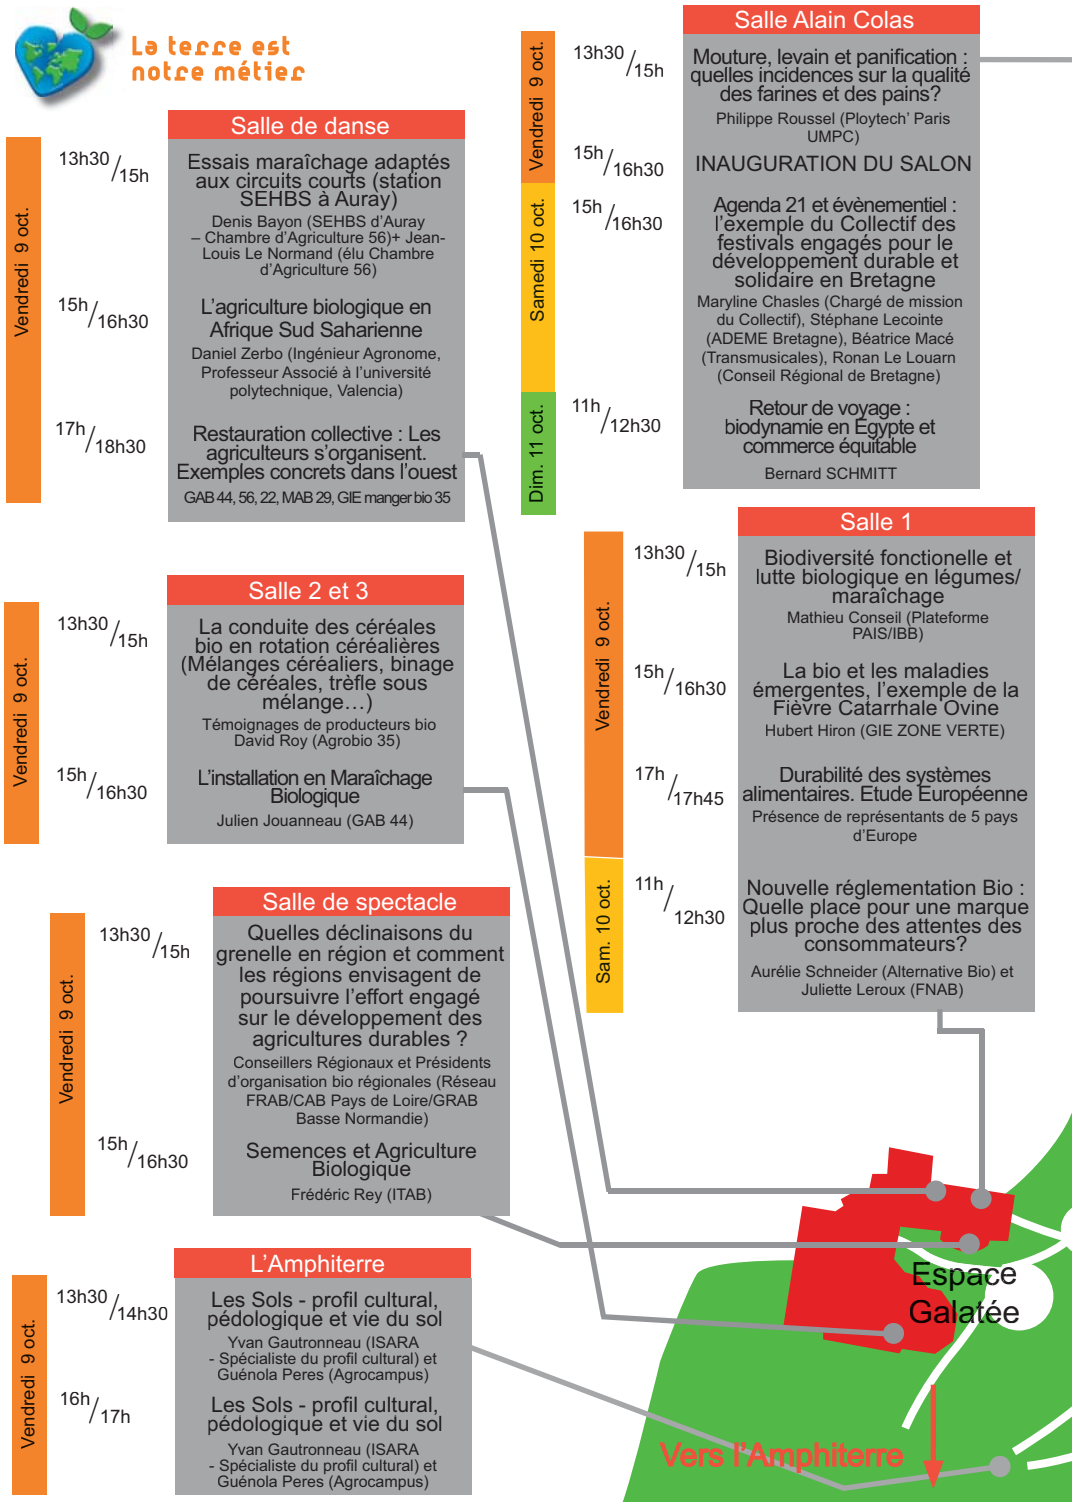 La terre est
notre métier
Salle de danse
Vendredi 9 oct.
13h30/15h
Essais maraîchage adaptés
aux circuits courts (station
SEHBS à Auray)
Denis Bayon (SEHBS d'Auray
– Chambre d'Agriculture 56)+ Jean-
Louis Le Normand (élu Chambre
d'Agriculture 56)
15h/16h30
L'agriculture biologique en
Afrique Sud Saharienne
Daniel Zerbo (Ingénieur Agronome,
Professeur Associé à l'université
polytechnique, Valencia)
17h/18h30
Restauration collective : Les
agriculteurs s'organisent.
Exemples concrets dans l'ouest
GAB 44, 56, 22, MAB 29, GIE manger bio 35
Salle 2 et 3
Vendredi 9 oct.
13h30/15h
La conduite des céréales
bio en rotation céréalières
(Mélanges céréaliers, binage
de céréales, trèfle sous
mélange…)
Témoignages de producteurs bio
David Roy (Agrobio 35)
15h/16h30
L'installation en Maraîchage
Biologique
Julien Jouanneau (GAB 44)
Salle de spectacle
Vendredi 9 oct.
13h30/15h
Quelles déclinaisons du
grenelle en région et comment
les régions envisagent de
poursuivre l'effort engagé
sur le développement des
agricultures durables ?
Conseillers Régionaux et Présidents
d'organisation bio régionales (Réseau
FRAB/CAB Pays de Loire/GRAB
Basse Normandie)
15h/16h30
Semences et Agriculture
Biologique
Frédéric Rey (ITAB)
L'Amphiterre
Vendredi 9 oct.
13h30/14h30
Les Sols - profil cultural,
pédologique et vie du sol
Yvan Gautronneau (ISARA
- Spécialiste du profil cultural) et
Guénola Peres (Agrocampus)
16h/17h
Les Sols - profil cultural,
pédologique et vie du sol
Yvan Gautronneau (ISARA
- Spécialiste du profil cultural) et
Guénola Peres (Agrocampus)
Salle Alain Colas
Vendredi 9 oct.
13h30/15h
Mouture, levain et panification :
quelles incidences sur la qualité
des farines et des pains?
Philippe Roussel (Ploytech' Paris
UMPC)
15h/16h30
INAUGURATION DU SALON
Samedi 10 oct.
15h/16h30
Agenda 21 et évènementiel :
l'exemple du Collectif des
festivals engagés pour le
développement durable et
solidaire en Bretagne
Maryline Chasles (Chargé de mission
du Collectif), Stéphane Lecointe
(ADEME Bretagne), Béatrice Macé
(Transmusicales), Ronan Le Louarn
(Conseil Régional de Bretagne)
Dim. 11 oct.
11h/12h30
Retour de voyage :
biodynamie en Egypte et
commerce équitable
Bernard SCHMITT
Salle 1
Vendredi 9 oct.
13h30/15h
Biodiversité fonctionelle et
lutte biologique en légumes/
maraîchage
Mathieu Conseil (Plateforme
PAIS/IBB)
15h/16h30
La bio et les maladies
émergentes, l'exemple de la
Fièvre Catarrhale Ovine
Hubert Hiron (GIE ZONE VERTE)
17h/17h45
Durabilité des systèmes
alimentaires. Etude Européenne
Présence de représentants de 5 pays
d'Europe
Sam. 10 oct.
11h/12h30
Nouvelle réglementation Bio :
Quelle place pour une marque
plus proche des attentes des
consommateurs?
Aurélie Schneider (Alternative Bio) et
Juliette Leroux (FNAB)
Espace
Galatée
Vers l'Amphiterre